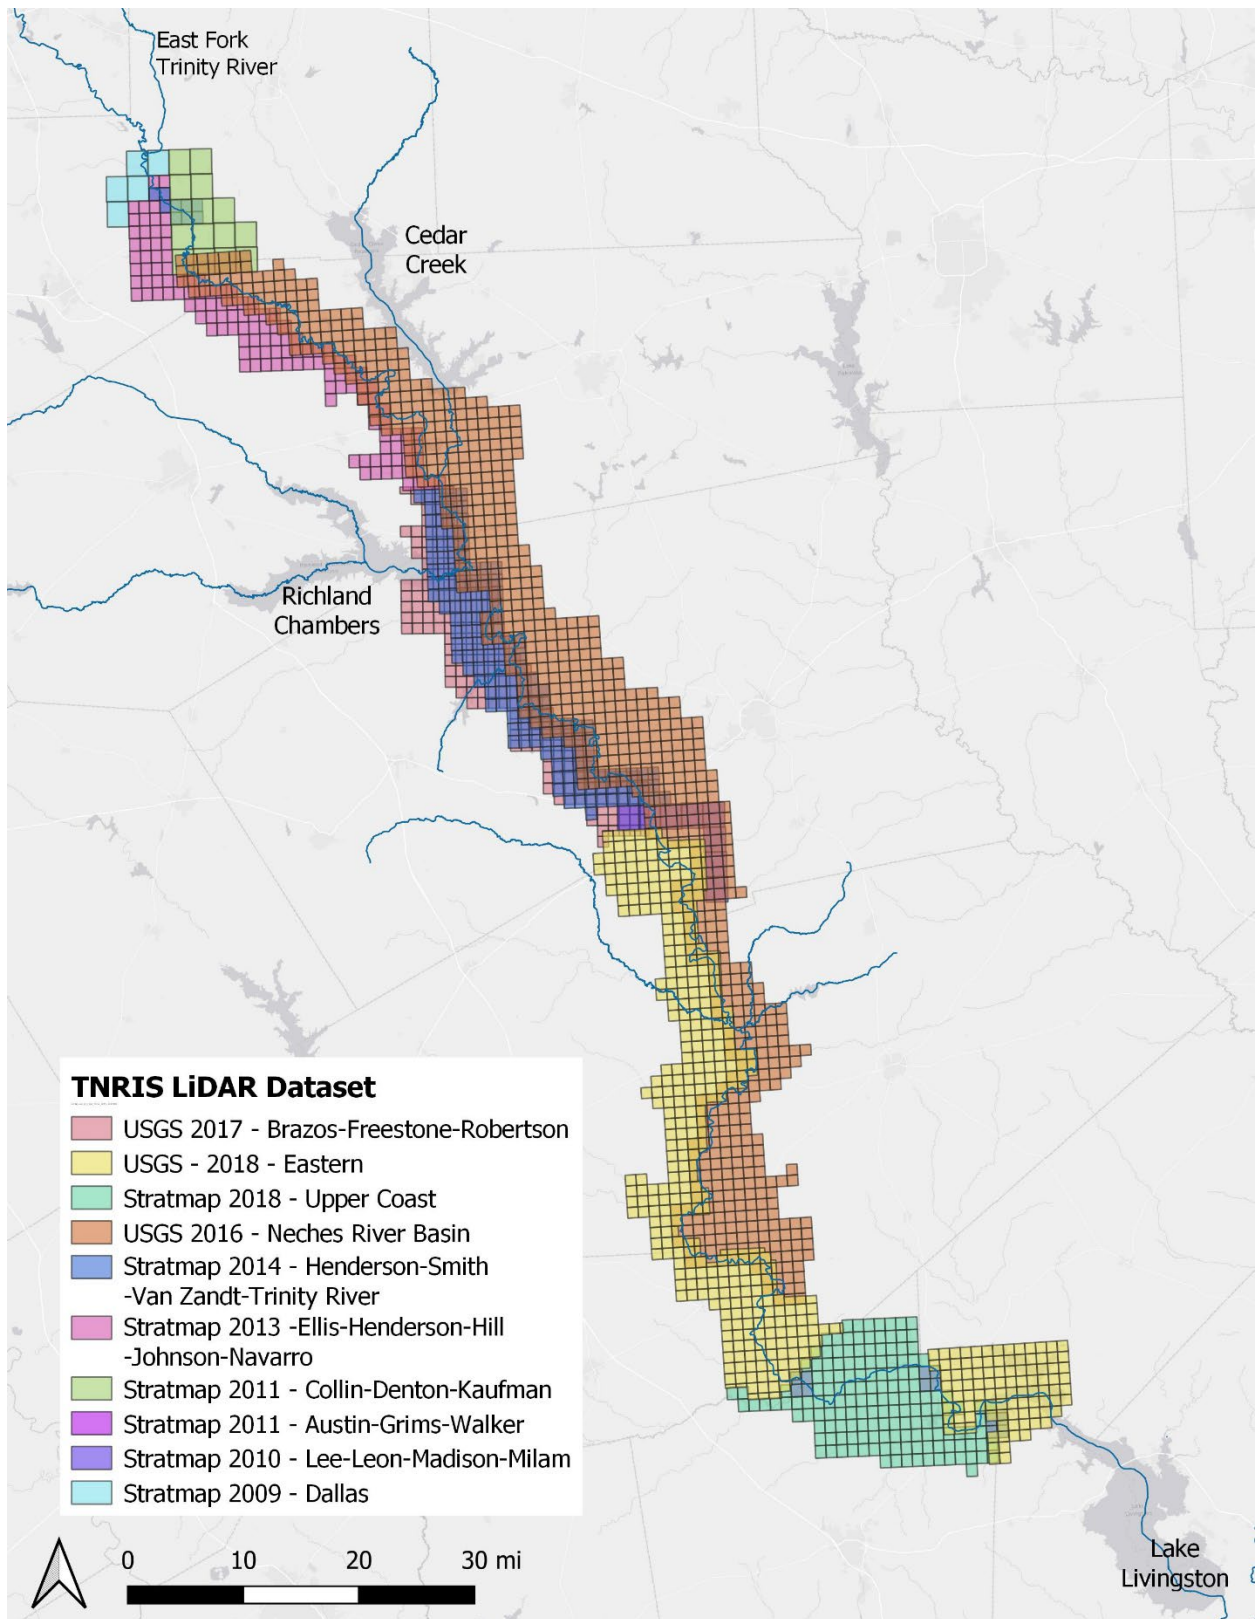 East Fork
Trinity River
Cedar
Creek
Richland
Chambers
TNRIS LiDAR Dataset
USGS 2017 - Brazos-Freestone-Robertson
USGS - 2018 - Eastern
Stratmap 2018 - Upper Coast
USGS 2016 - Neches River Basin
Stratmap 2014 - Henderson-Smith
-Van Zandt-Trinity River
Stratmap 2013 -Ellis-Henderson-Hill
-Johnson-Navarro
Stratmap 2011 - Collin-Denton-Kaufman
Stratmap 2011 - Austin-Grims-Walker
Stratmap 2010 - Lee-Leon-Madison-Milam
Stratmap 2009 - Dallas
0 10 20 30 mi
Lake
Livingston